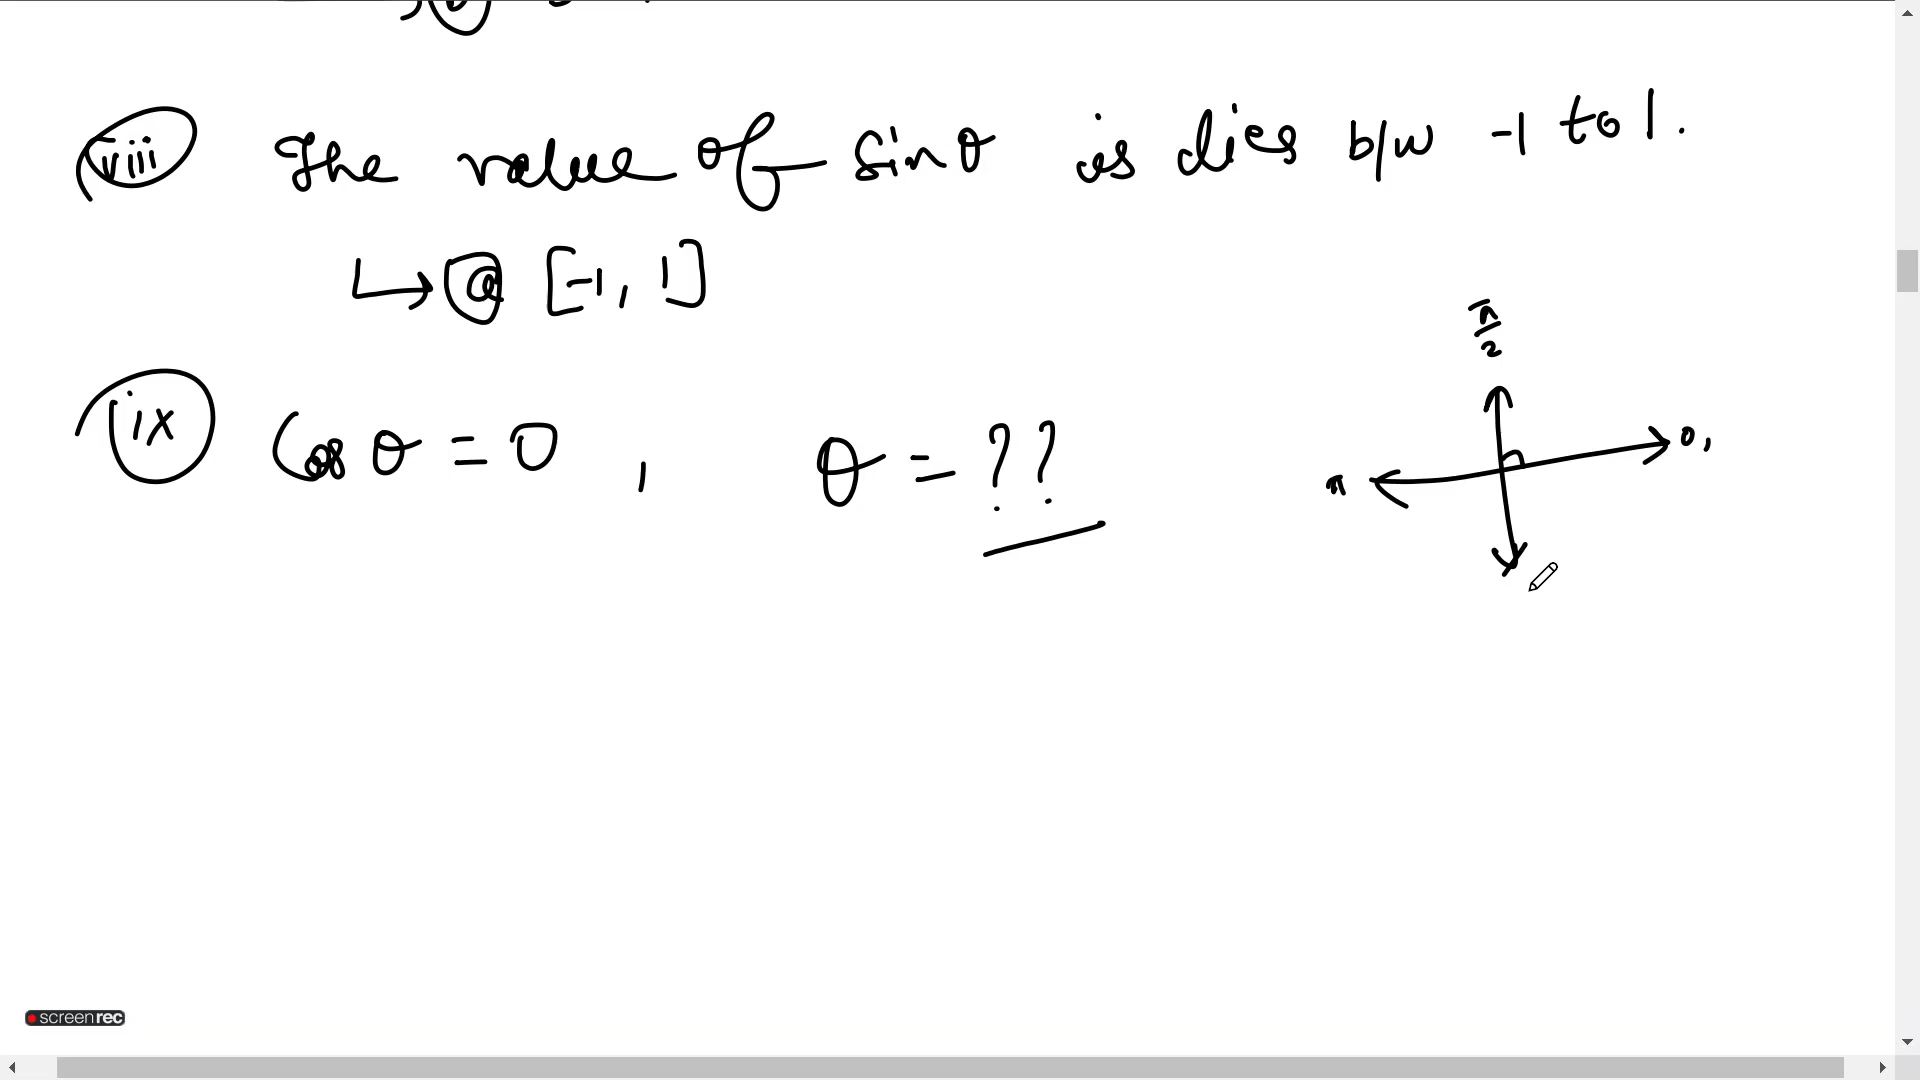 viii The value of sinθ is lies b/w -1 to 1.
↳ a [-1, 1]
π/2
ix Cos θ = 0 , θ = ??
0,
π
screenrec